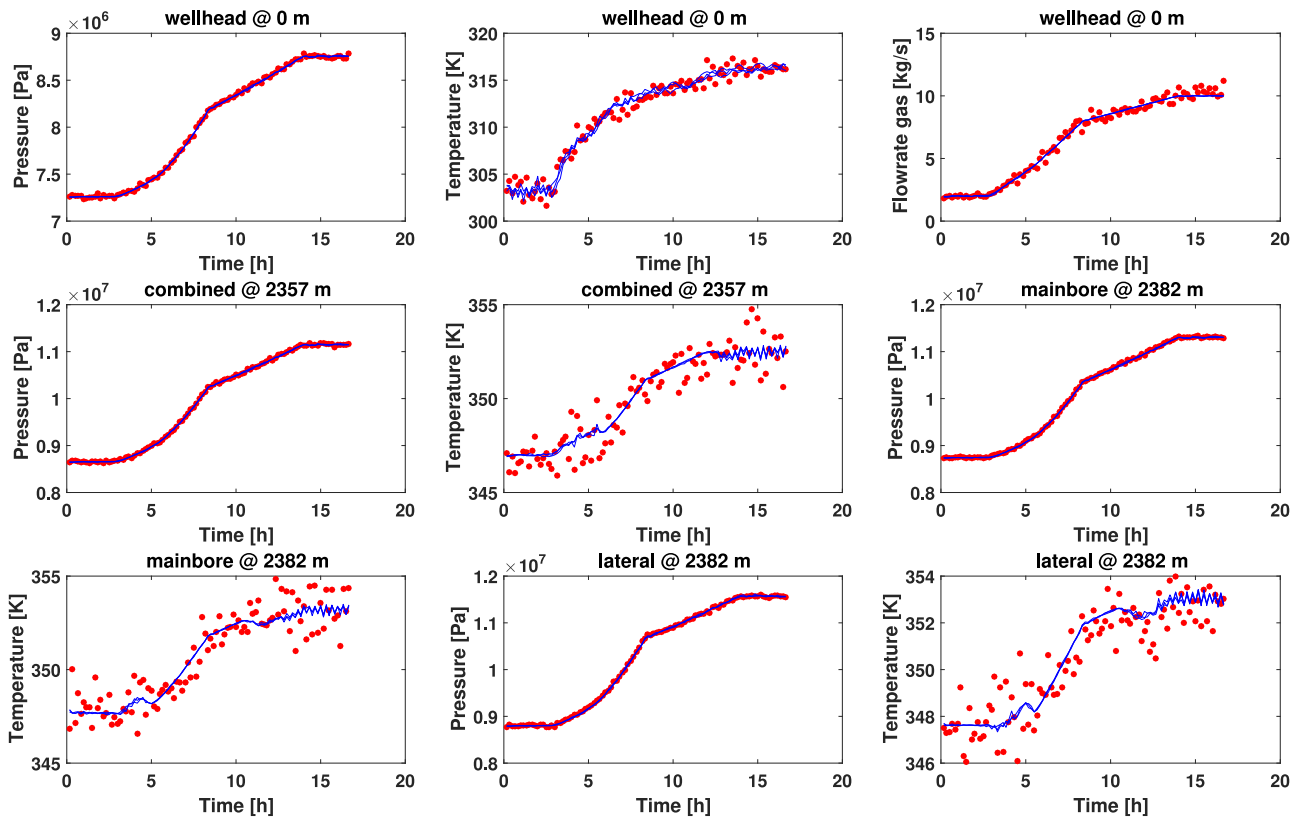 wellhead @ 0 m
× 10^6
Pressure [Pa]
9
8.5
8
7.5
7
0 5 10 15 20
Time [h]
wellhead @ 0 m
Temperature [K]
320
315
310
305
300
0 5 10 15 20
Time [h]
wellhead @ 0 m
Flowrate gas [kg/s]
15
10
5
0
0 5 10 15 20
Time [h]
combined @ 2357 m
× 10^7
Pressure [Pa]
1.2
1.1
1
0.9
0.8
0 5 10 15 20
Time [h]
combined @ 2357 m
Temperature [K]
355
350
345
0 5 10 15 20
Time [h]
mainbore @ 2382 m
× 10^7
Pressure [Pa]
1.2
1.1
1
0.9
0.8
0 5 10 15 20
Time [h]
mainbore @ 2382 m
Temperature [K]
355
350
345
0 5 10 15 20
Time [h]
lateral @ 2382 m
× 10^7
Pressure [Pa]
1.2
1.1
1
0.9
0.8
0 5 10 15 20
Time [h]
lateral @ 2382 m
Temperature [K]
354
352
350
348
346
0 5 10 15 20
Time [h]